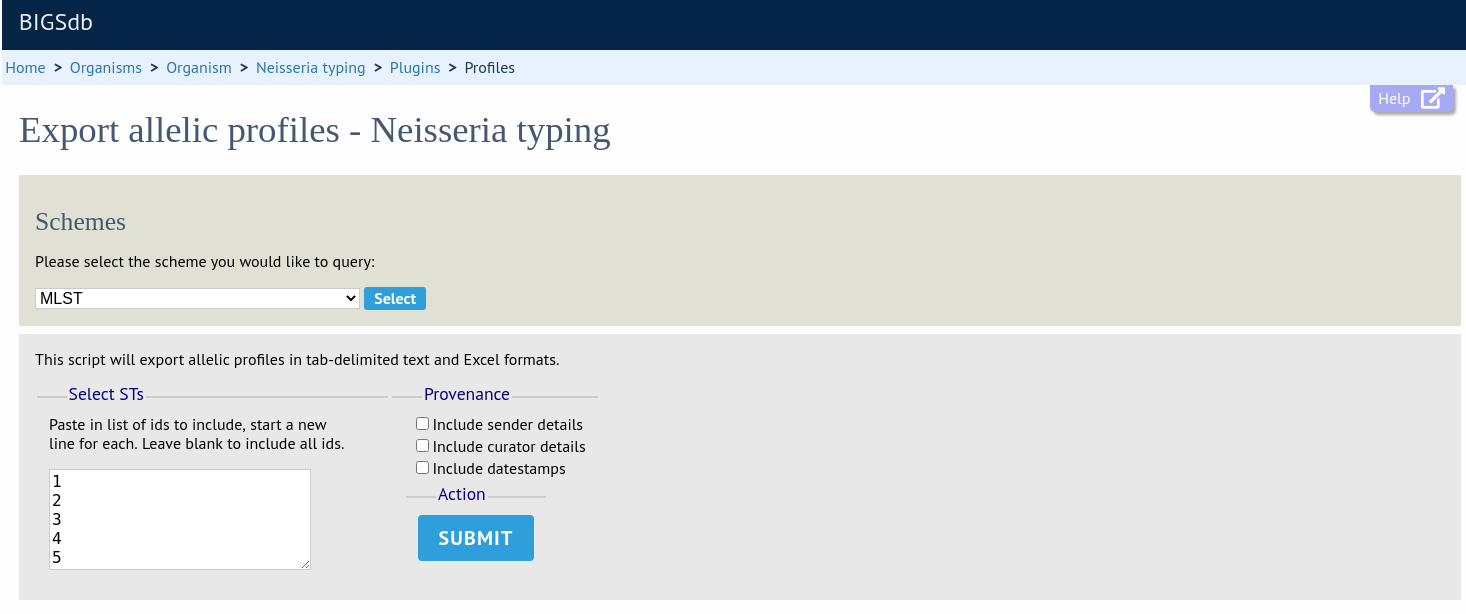 BIGSdb
Home > Organisms > Organism > Neisseria typing > Plugins > Profiles
Help
Export allelic profiles - Neisseria typing
Schemes
Please select the scheme you would like to query:
MLST Select
This script will export allelic profiles in tab-delimited text and Excel formats.
Select STs
Paste in list of ids to include, start a new
line for each. Leave blank to include all ids.
1
2
3
4
5
Provenance
Include sender details
Include curator details
Include datestamps
Action
SUBMIT